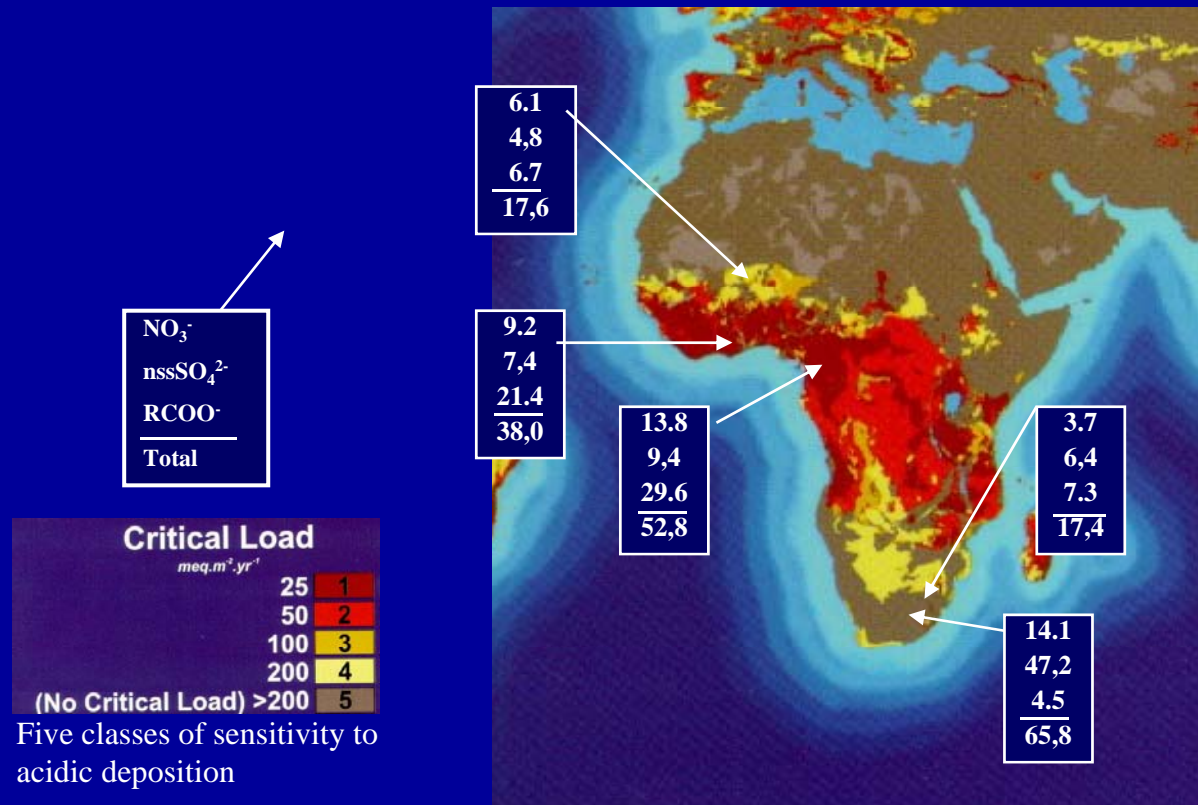 6.1
4,8
6.7
17,6
NO₃⁻
nssSO₄²⁻
RCOO⁻
Total
9.2
7,4
21.4
38,0
13.8
9,4
29.6
52,8
3.7
6,4
7.3
17,4
14.1
47,2
4.5
65,8
Critical Load
meq.m⁻².yr⁻¹
25 1
50 2
100 3
200 4
(No Critical Load) >200 5
Five classes of sensitivity to
acidic deposition